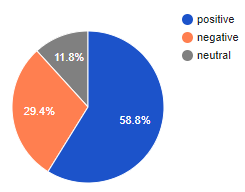 positive
negative
neutral
11.8%
29.4%
58.8%